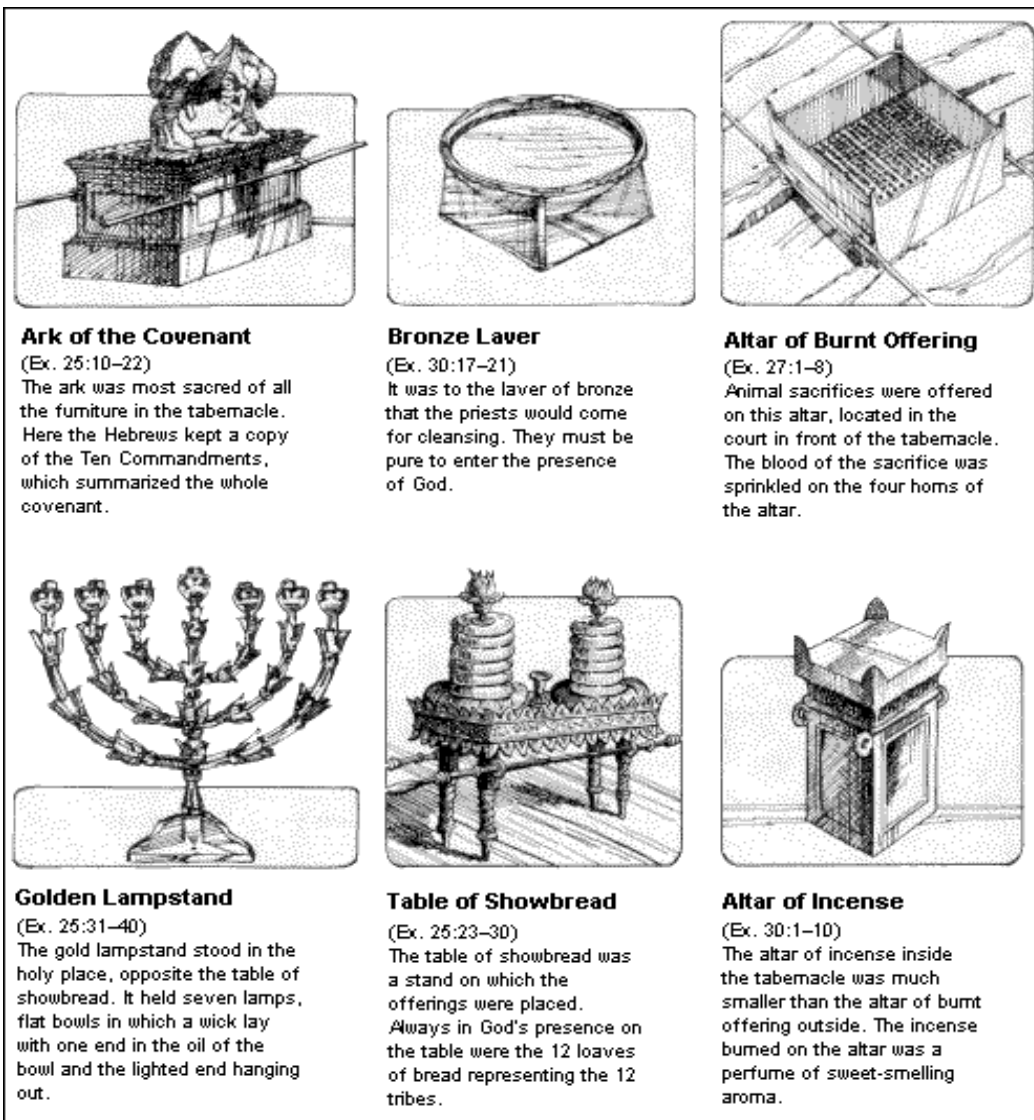 Ark of the Covenant
(Ex. 25:10–22)
The ark was most sacred of all
the furniture in the tabernacle.
Here the Hebrews kept a copy
of the Ten Commandments,
which summarized the whole
covenant.
Bronze Laver
(Ex. 30:17–21)
It was to the laver of bronze
that the priests would come
for cleansing. They must be
pure to enter the presence
of God.
Altar of Burnt Offering
(Ex. 27:1–8)
Animal sacrifices were offered
on this altar, located in the
court in front of the tabernacle.
The blood of the sacrifice was
sprinkled on the four horns of
the altar.
Golden Lampstand
(Ex. 25:31–40)
The gold lampstand stood in the
holy place, opposite the table of
showbread. It held seven lamps,
flat bowls in which a wick lay
with one end in the oil of the
bowl and the lighted end hanging
out.
Table of Showbread
(Ex. 25:23–30)
The table of showbread was
a stand on which the
offerings were placed.
Always in God's presence on
the table were the 12 loaves
of bread representing the 12
tribes.
Altar of Incense
(Ex. 30:1–10)
The altar of incense inside
the tabernacle was much
smaller than the altar of burnt
offering outside. The incense
burned on the altar was a
perfume of sweet-smelling
aroma.